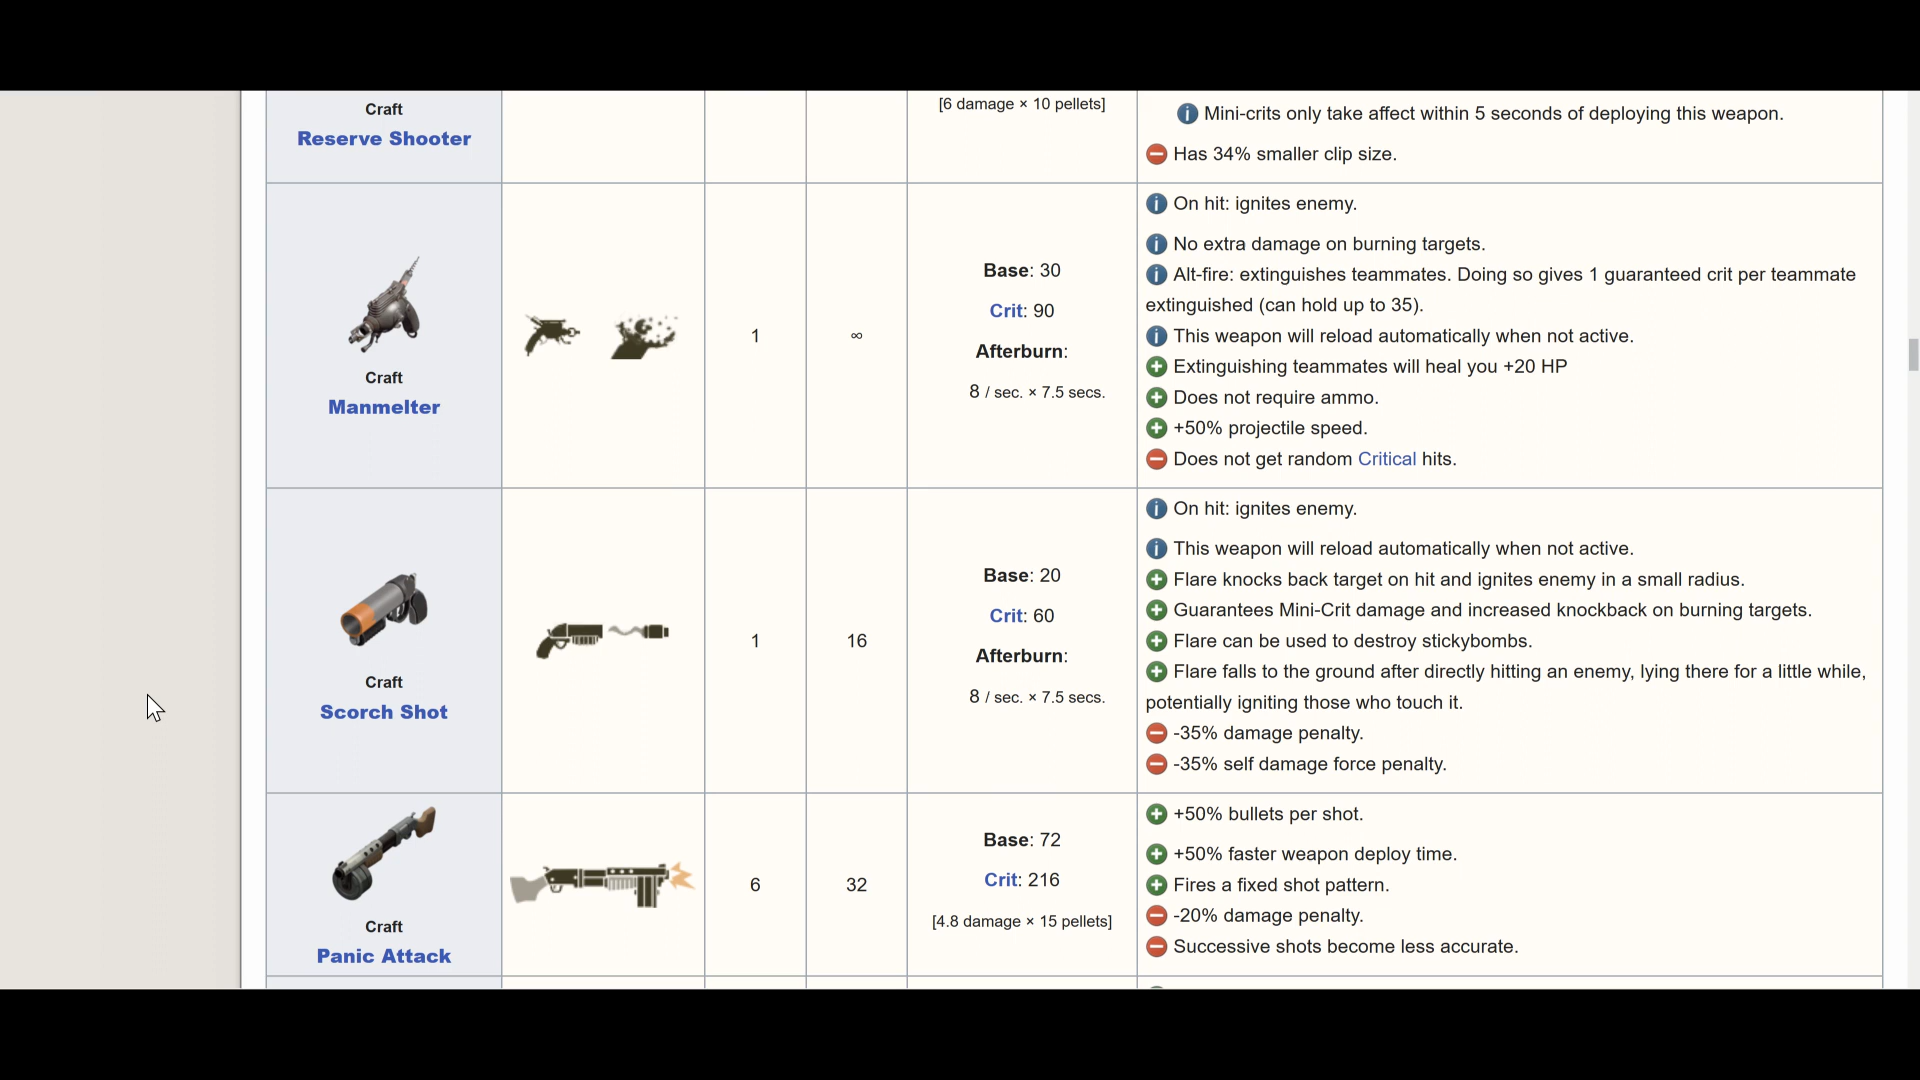 Craft
Reserve Shooter
[6 damage × 10 pellets]
Mini-crits only take affect within 5 seconds of deploying this weapon.
Has 34% smaller clip size.
Craft
Manmelter
1
∞
Base: 30
Crit: 90
Afterburn:
8 / sec. × 7.5 secs.
On hit: ignites enemy.
No extra damage on burning targets.
Alt-fire: extinguishes teammates. Doing so gives 1 guaranteed crit per teammate
extinguished (can hold up to 35).
This weapon will reload automatically when not active.
Extinguishing teammates will heal you +20 HP
Does not require ammo.
+50% projectile speed.
Does not get random Critical hits.
Craft
Scorch Shot
1
16
Base: 20
Crit: 60
Afterburn:
8 / sec. × 7.5 secs.
On hit: ignites enemy.
This weapon will reload automatically when not active.
Flare knocks back target on hit and ignites enemy in a small radius.
Guarantees Mini-Crit damage and increased knockback on burning targets.
Flare can be used to destroy stickybombs.
Flare falls to the ground after directly hitting an enemy, lying there for a little while,
potentially igniting those who touch it.
-35% damage penalty.
-35% self damage force penalty.
Craft
Panic Attack
6
32
Base: 72
Crit: 216
[4.8 damage × 15 pellets]
+50% bullets per shot.
+50% faster weapon deploy time.
Fires a fixed shot pattern.
-20% damage penalty.
Successive shots become less accurate.